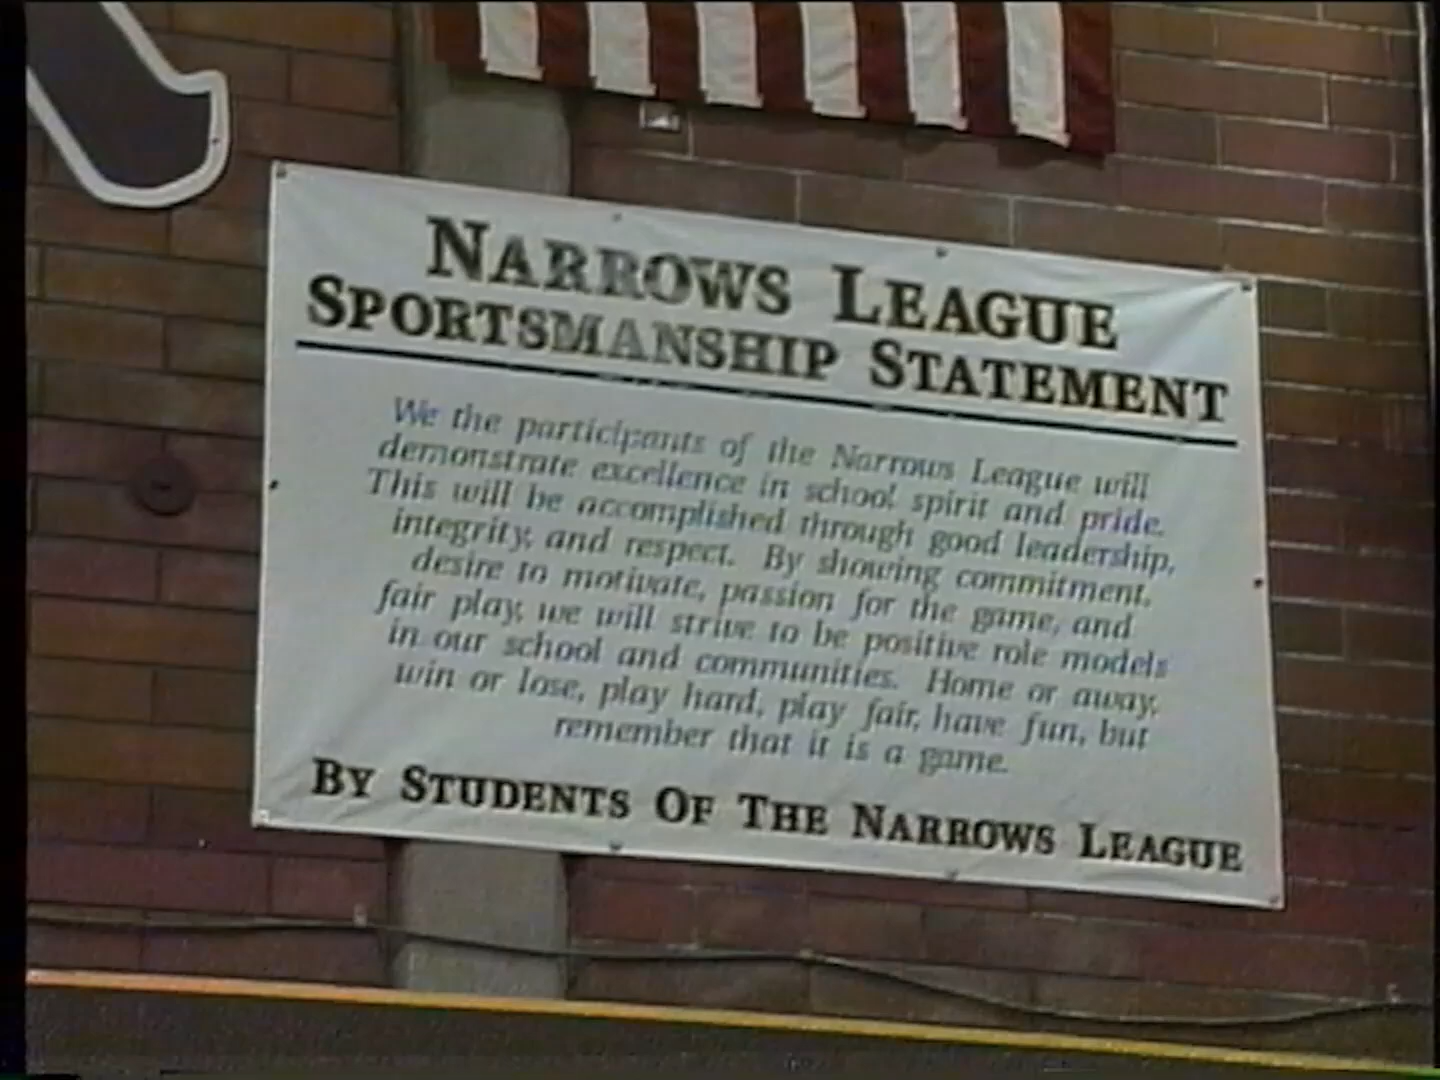 NARROWS LEAGUE
SPORTSMANSHIP STATEMENT
We the participants of the Narrows League will
demonstrate excellence in school spirit and pride.
This will be accomplished through good leadership,
integrity, and respect. By showing commitment,
desire to motivate, passion for the game, and
fair play, we will strive to be positive role models
in our school and communities. Home or away,
win or lose, play hard, play fair, have fun, but
remember that it is a game.
BY STUDENTS OF THE NARROWS LEAGUE